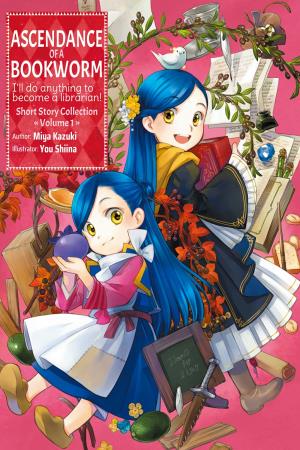 ASCENDANCE
OF A
BOOKWORM
I'll do anything to
become a librarian!
Short Story Collection
« Volume 1 »
Author: Miya Kazuki
Illustrator: You Shiina